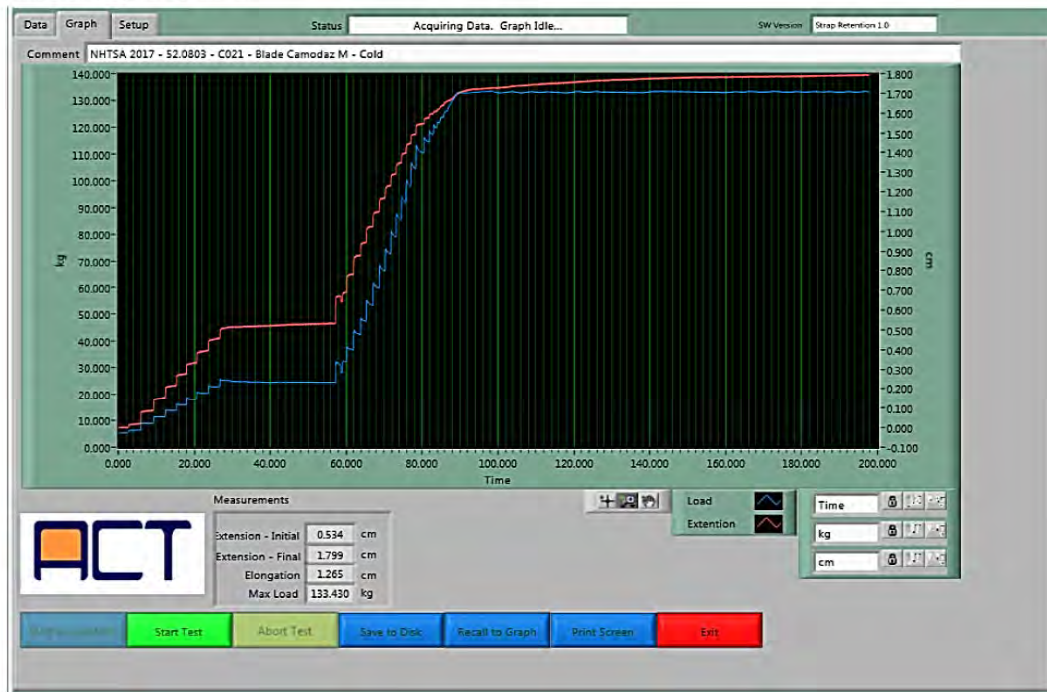 Data Graph Setup Status Acquiring Data. Graph Idle... SW Version Strap Retention 1.0
Comment NHTSA 2017 - S2.0803 - C021 - Blade Camodaz M - Cold
140.000 1.800
130.000 1.700
1.600
120.000 1.500
110.000 1.400
100.000 1.300
1.200
90.000 1.100
80.000 1.000
0.900
kg 70.000 0.800 cm
60.000 0.700
0.600
50.000 0.500
40.000 0.400
30.000 0.300
0.200
20.000 0.100
10.000 0.000
0.000 -0.100
0.000 20.000 40.000 60.000 80.000 100.000 120.000 140.000 160.000 180.000 200.000
Time
Measurements
Load
Extention
Time
kg
cm
ACT
Extension - Initial 0.534 cm
Extension - Final 1.799 cm
Elongation 1.265 cm
Max Load 133.430 kg
Start Test Abort Test Save to Disk Recall to Graph Print Screen Exit